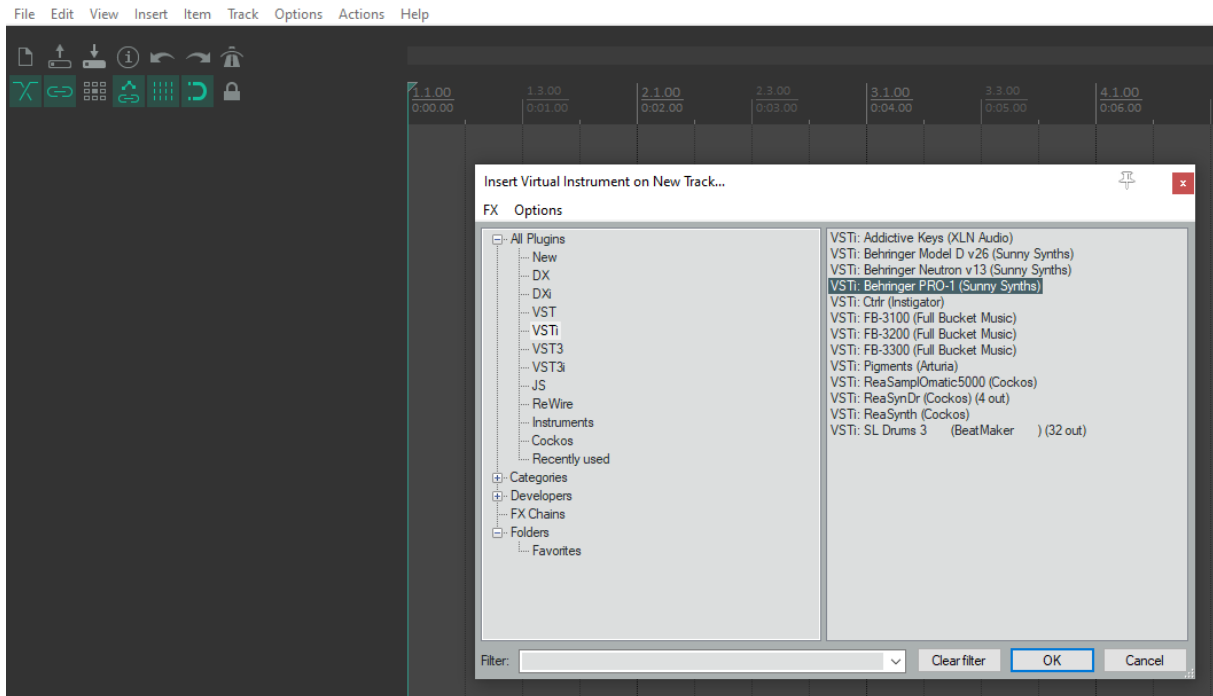 File Edit View Insert Item Track Options Actions Help
1.1.00 1.3.00 2.1.00 2.3.00 3.1.00 3.3.00 4.1.00
0:00.00 0:01.00 0:02.00 0:03.00 0:04.00 0:05.00 0:06.00
Insert Virtual Instrument on New Track...
FX Options
All Plugins
New
DX
DXi
VST
VSTi
VST3
VST3i
JS
ReWire
Instruments
Cockos
Recently used
Categories
Developers
FX Chains
Folders
Favorites
VSTi: Addictive Keys (XLN Audio)
VSTi: Behringer Model D v26 (Sunny Synths)
VSTi: Behringer Neutron v13 (Sunny Synths)
VSTi: Behringer PRO-1 (Sunny Synths)
VSTi: Ctrlr (Instigator)
VSTi: FB-3100 (Full Bucket Music)
VSTi: FB-3200 (Full Bucket Music)
VSTi: FB-3300 (Full Bucket Music)
VSTi: Pigments (Arturia)
VSTi: ReaSamplOmatic5000 (Cockos)
VSTi: ReaSynDr (Cockos) (4 out)
VSTi: ReaSynth (Cockos)
VSTi: SL Drums 3 (BeatMaker ) (32 out)
Filter: Clear filter OK Cancel